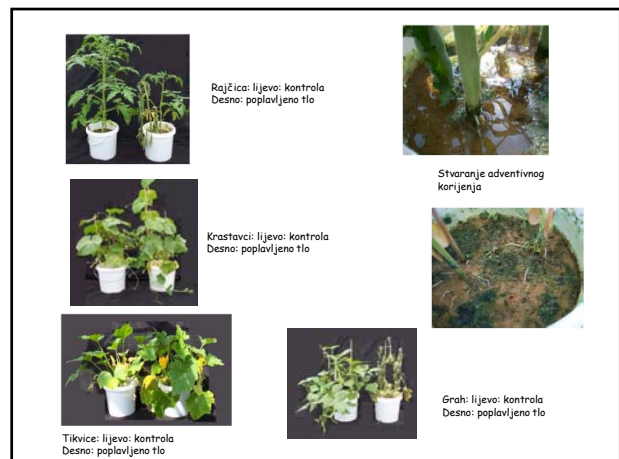 Rajčica: lijevo: kontrola
Desno: poplavljeno tlo
Stvaranje adventivnog
korijenja
Krastavci: lijevo: kontrola
Desno: poplavljeno tlo
Grah: lijevo: kontrola
Desno: poplavljeno tlo
Tikvice: lijevo: kontrola
Desno: poplavljeno tlo